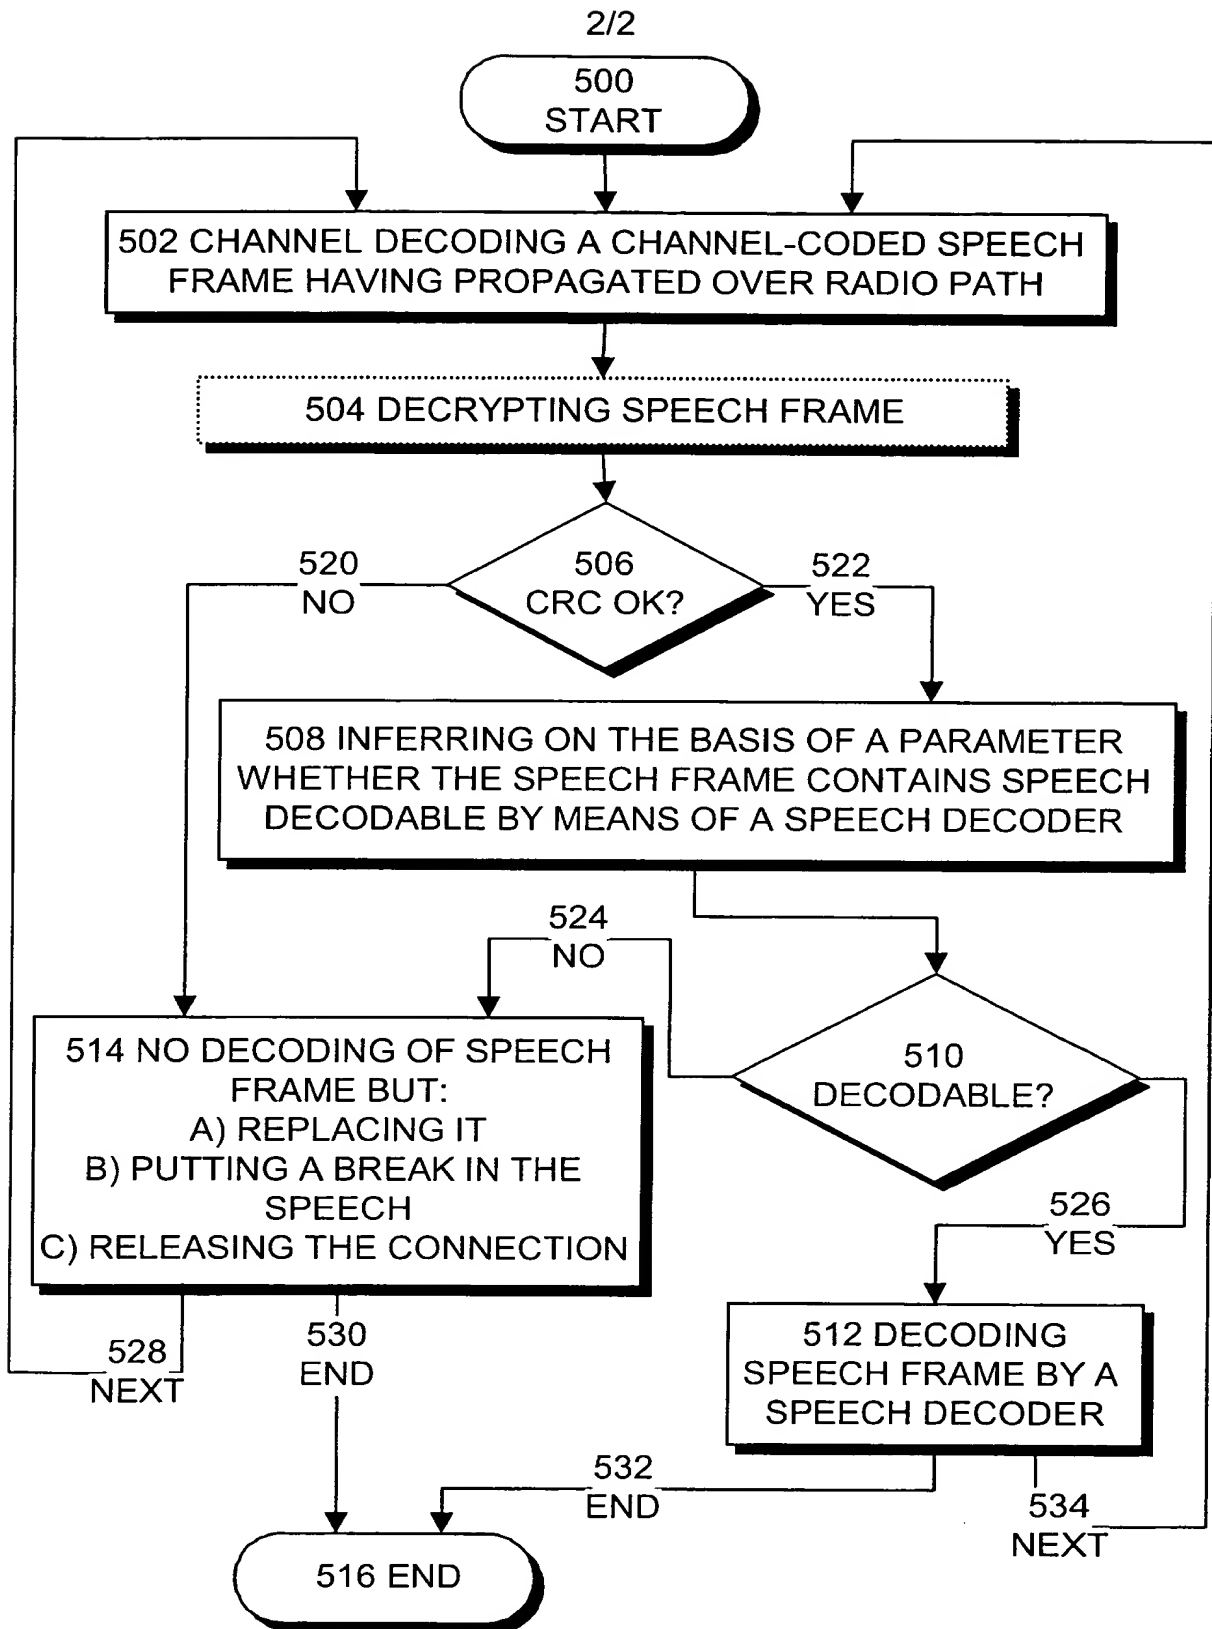 2/2
500
START
502 CHANNEL DECODING A CHANNEL-CODED SPEECH
FRAME HAVING PROPAGATED OVER RADIO PATH
504 DECRYPTING SPEECH FRAME
520
NO
506
CRC OK?
522
YES
508 INFERRING ON THE BASIS OF A PARAMETER
WHETHER THE SPEECH FRAME CONTAINS SPEECH
DECODABLE BY MEANS OF A SPEECH DECODER
524
NO
510
DECODABLE?
514 NO DECODING OF SPEECH
FRAME BUT:
A) REPLACING IT
B) PUTTING A BREAK IN THE
SPEECH
C) RELEASING THE CONNECTION
526
YES
528
NEXT
530
END
512 DECODING
SPEECH FRAME BY A
SPEECH DECODER
532
END
534
NEXT
516 END